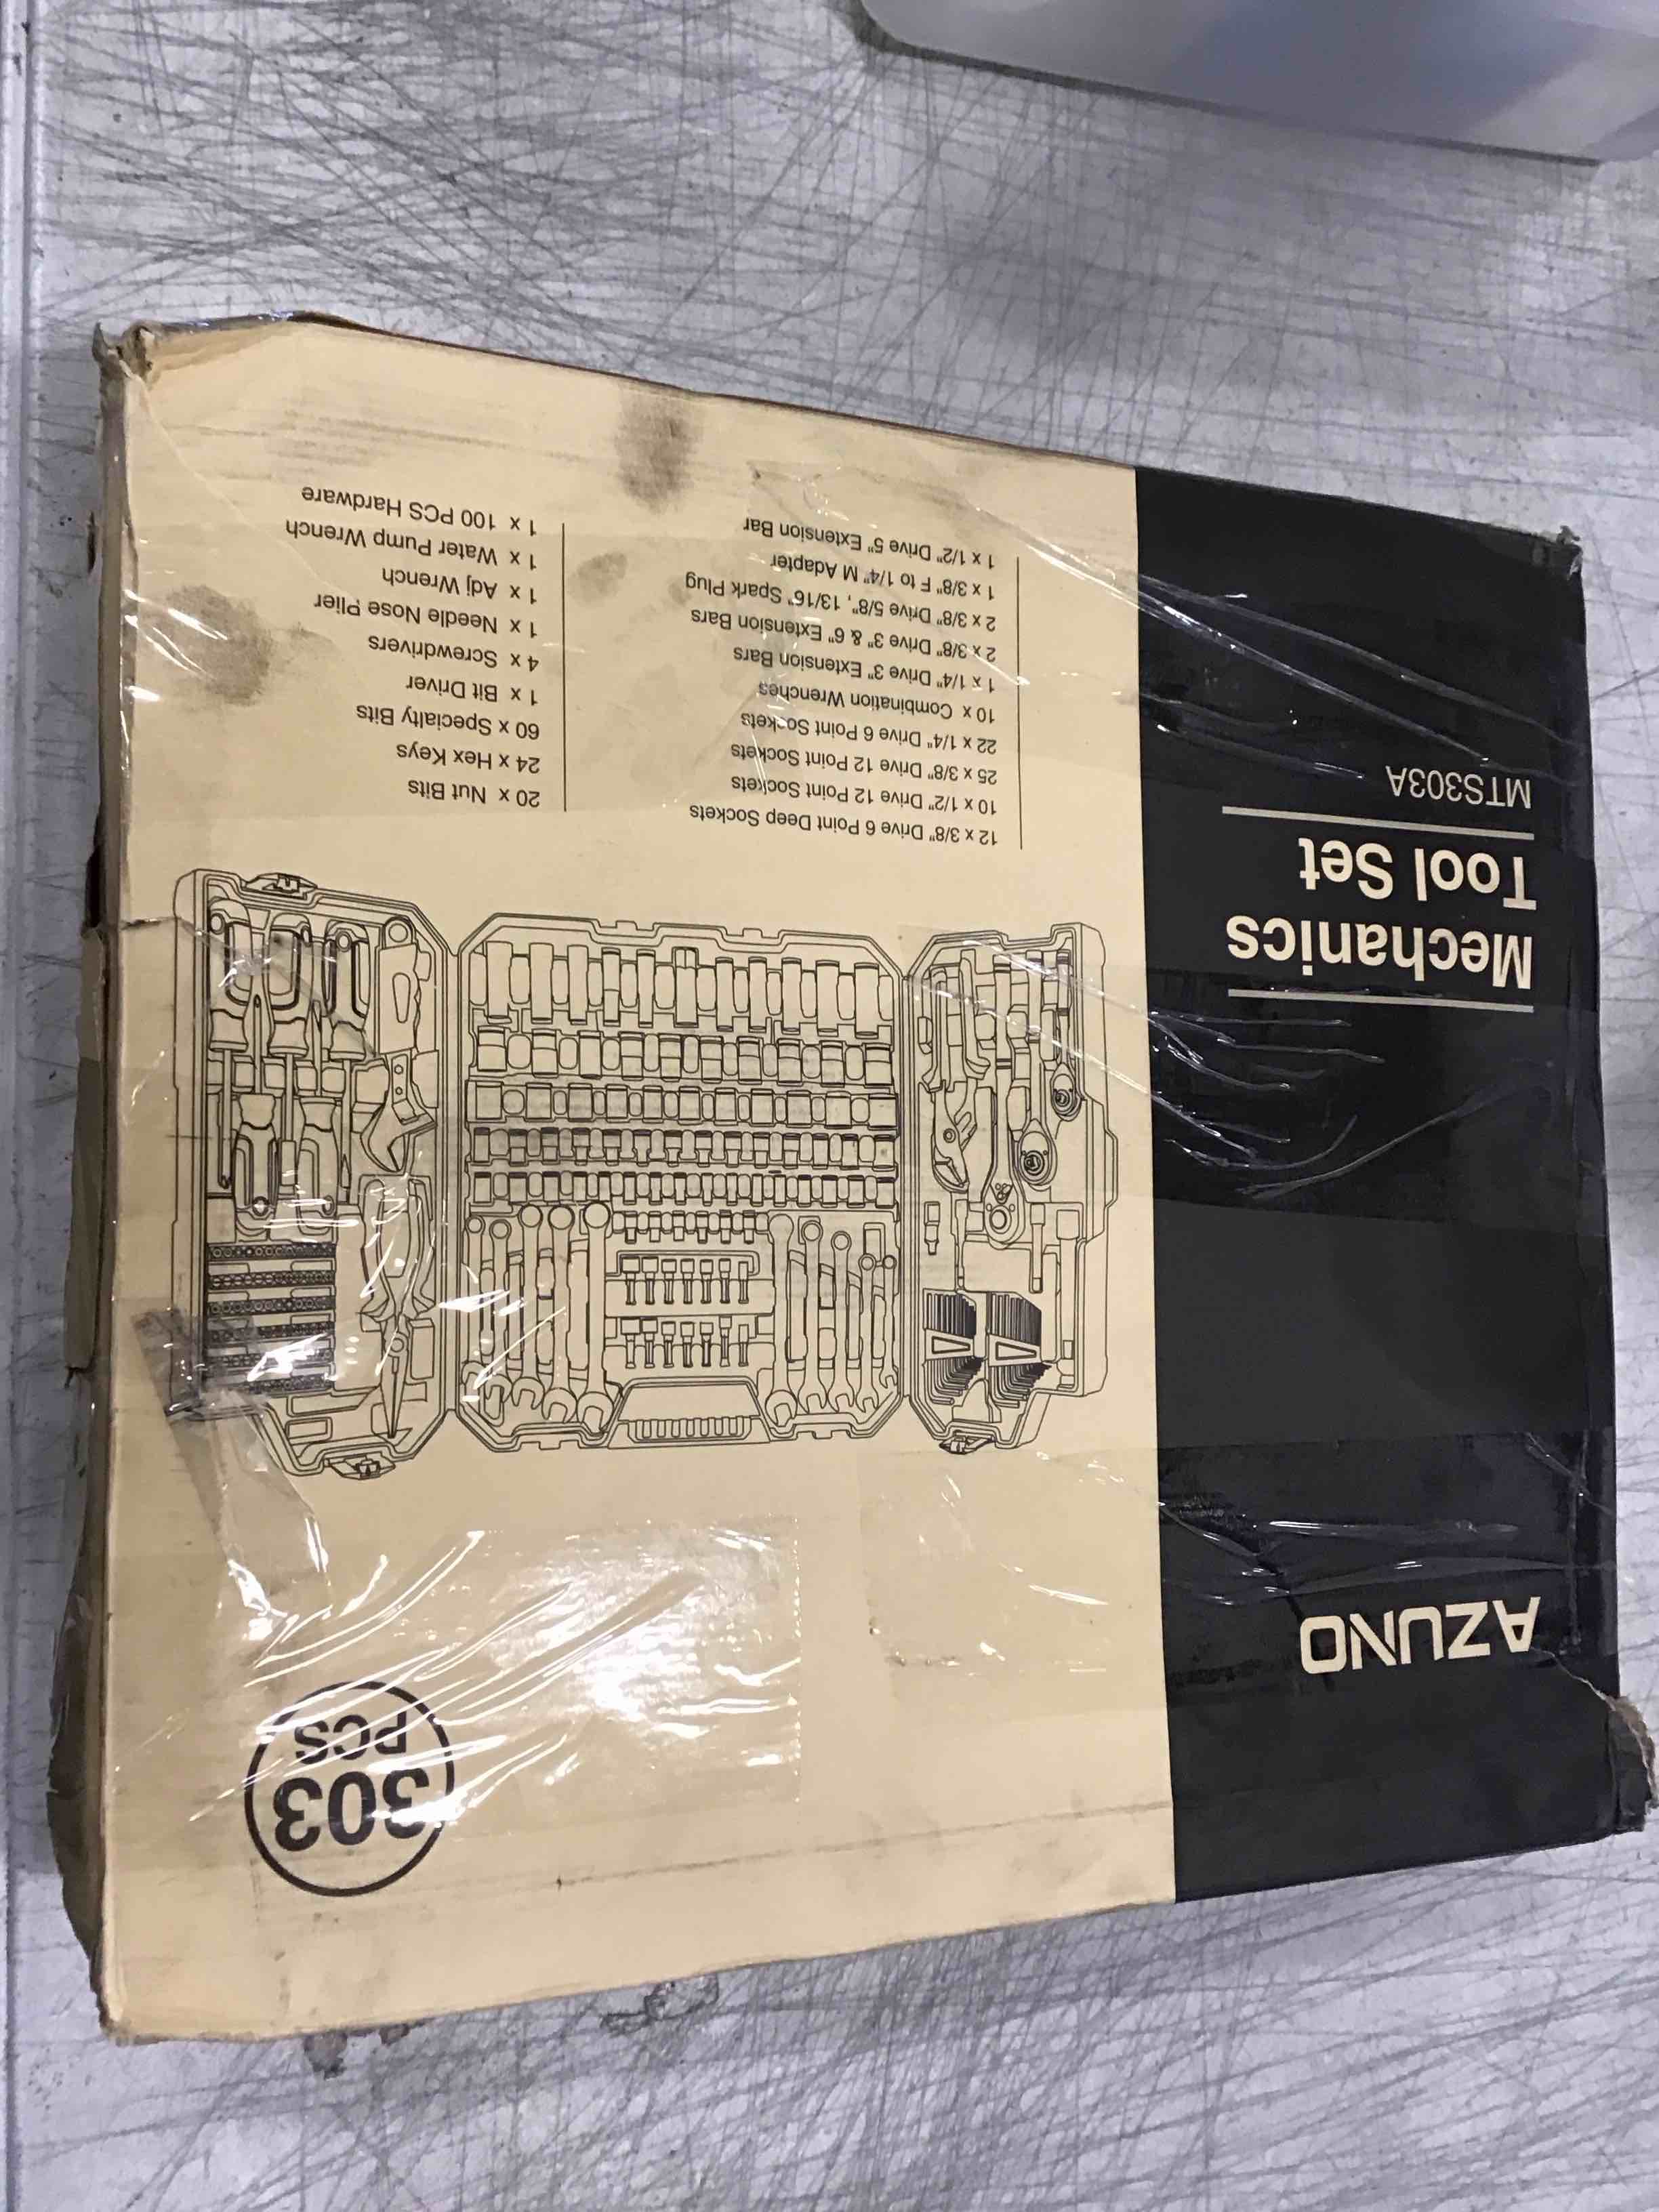 AZUNO
Mechanics
Tool Set
MTS303A
303
PCS
12 x 3/8" Drive 6 Point Deep Sockets
10 x 1/2" Drive 12 Point Sockets
25 x 3/8" Drive 12 Point Sockets
22 x 1/4" Drive 6 Point Sockets
10 x Combination Wrenches
1 x 1/4" Drive 3" Extension Bars
2 x 3/8" Drive 3" & 6" Extension Bars
2 x 3/8" Drive 5/8", 13/16" Spark Plug
1 x 3/8" F to 1/4" M Adapter
1 x 1/2" Drive 5" Extension Bar
20 x Nut Bits
24 x Hex Keys
60 x Specialty Bits
1 x Bit Driver
4 x Screwdrivers
1 x Needle Nose Plier
1 x Adj Wrench
1 x Water Pump Wrench
1 x 100 PCS Hardware